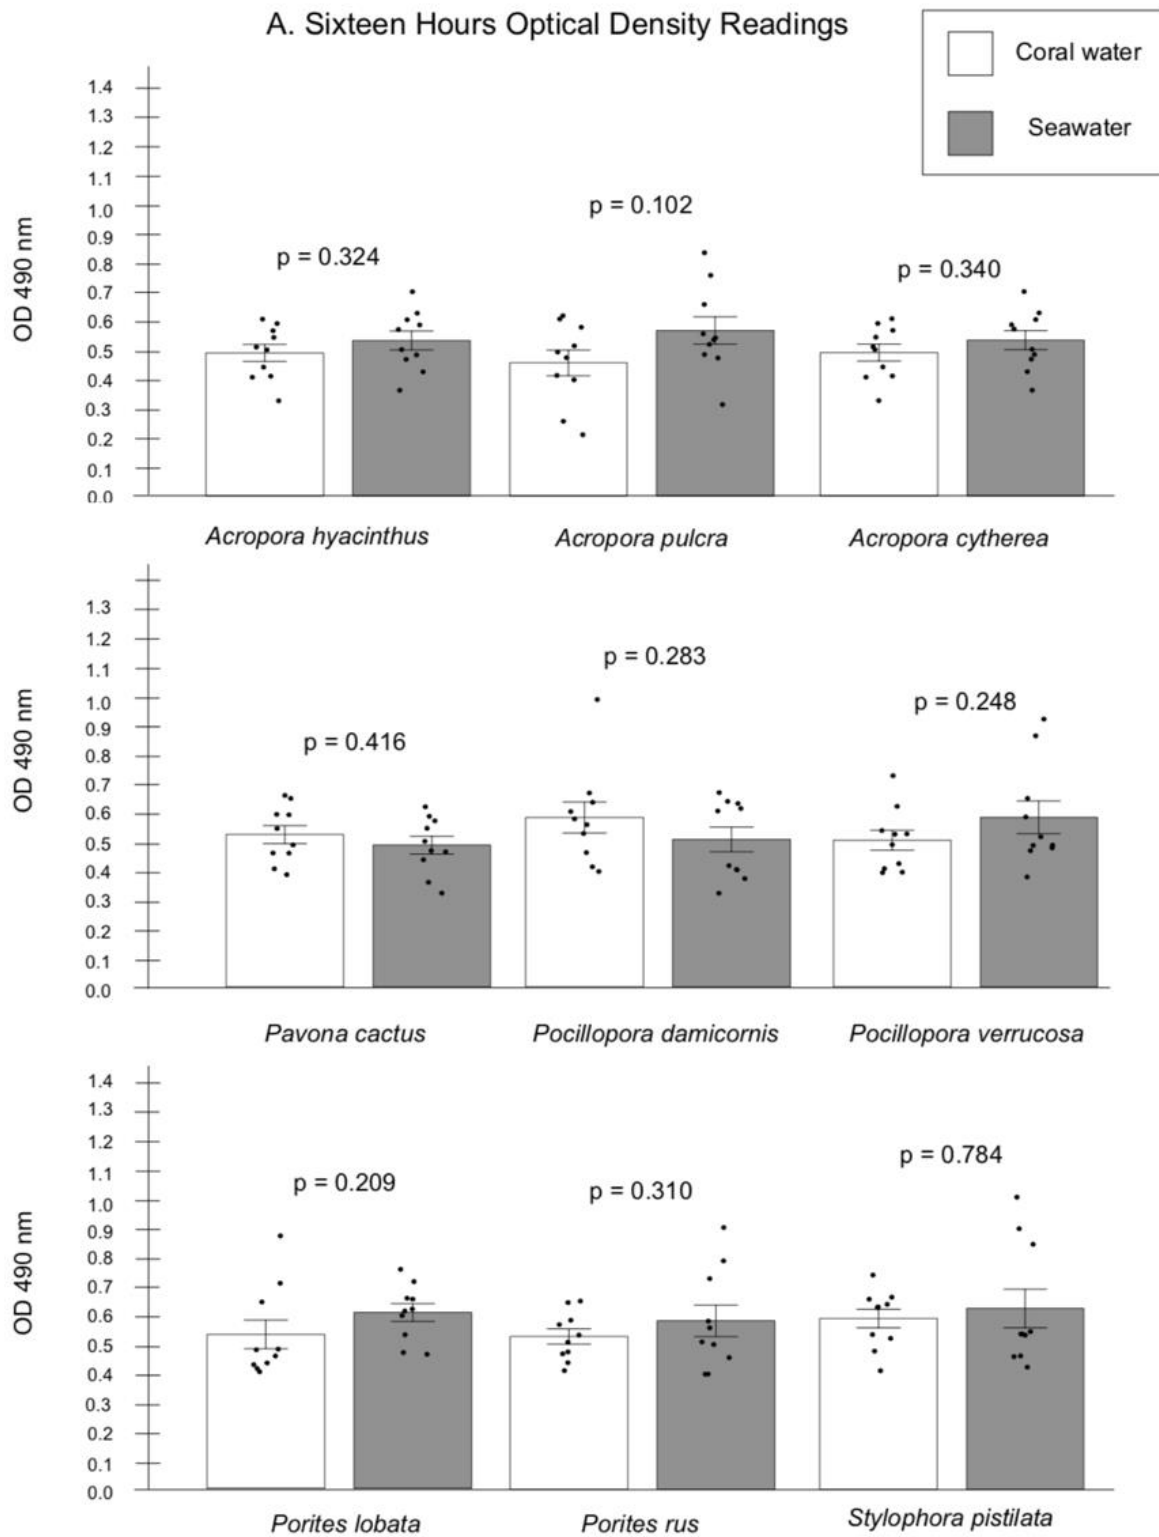 A. Sixteen Hours Optical Density Readings
Coral water
Seawater
OD 490 nm
1.4
1.3
1.2
1.1
1.0
0.9
0.8
0.7
0.6
0.5
0.4
0.3
0.2
0.1
0.0
p = 0.324
p = 0.102
p = 0.340
Acropora hyacinthus
Acropora pulcra
Acropora cytherea
OD 490 nm
1.3
1.2
1.1
1.0
0.9
0.8
0.7
0.6
0.5
0.4
0.3
0.2
0.1
0.0
p = 0.416
p = 0.283
p = 0.248
Pavona cactus
Pocillopora damicornis
Pocillopora verrucosa
OD 490 nm
1.4
1.3
1.2
1.1
1.0
0.9
0.8
0.7
0.6
0.5
0.4
0.3
0.2
0.1
0.0
p = 0.209
p = 0.310
p = 0.784
Porites lobata
Porites rus
Stylophora pistilata